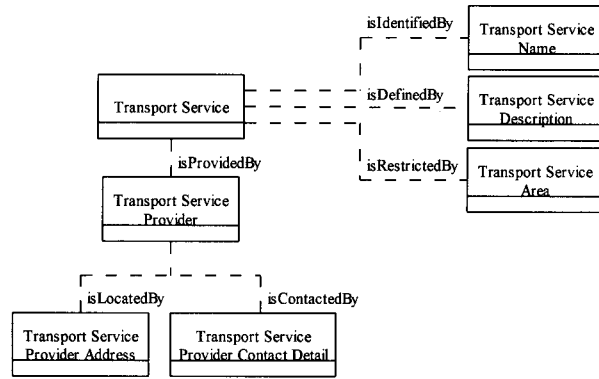 isIdentifiedBy
Transport Service
Name
Transport Service
isDefinedBy
Transport Service
Description
isProvidedBy
isRestrictedBy
Transport Service
Area
Transport Service
Provider
isLocatedBy
isContactedBy
Transport Service
Provider Address
Transport Service
Provider Contact Detail